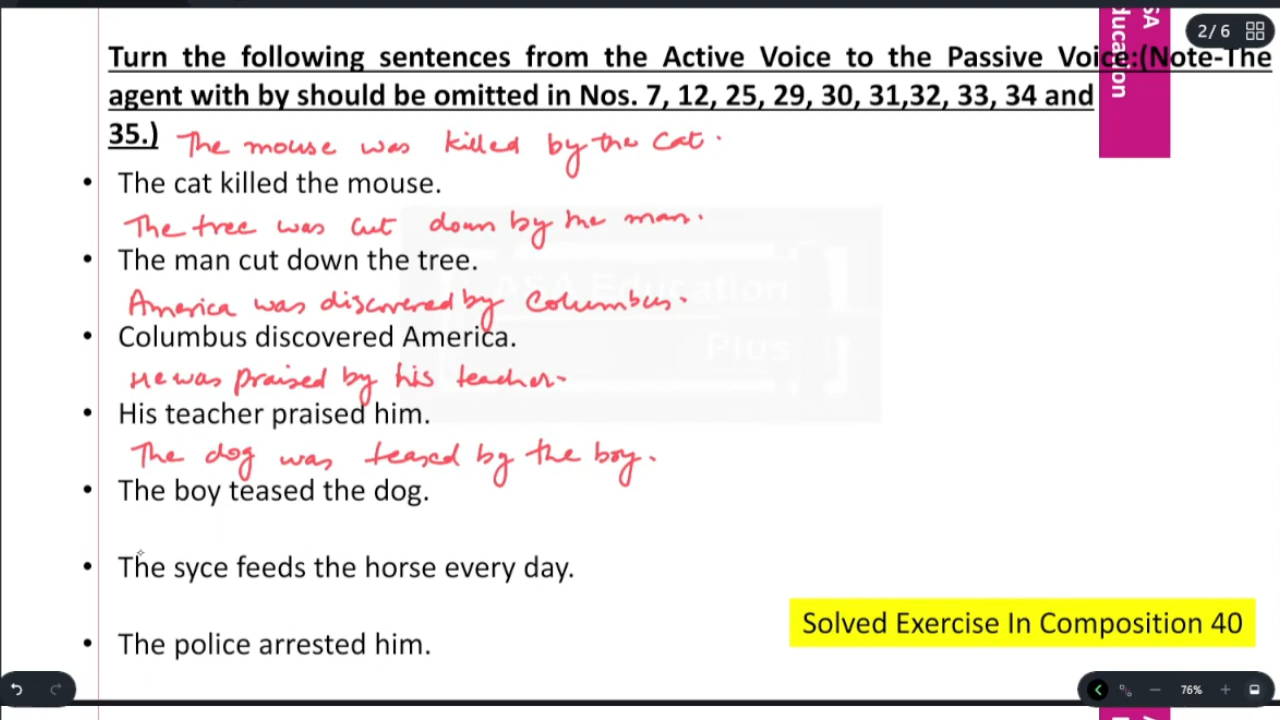 SA
ducation
2/6
Turn the following sentences from the Active Voice to the Passive Voice:(Note-The
agent with by should be omitted in Nos. 7, 12, 25, 29, 30, 31,32, 33, 34 and
35.)
The mouse was killed by the cat.
• The cat killed the mouse.
The tree was cut down by the man.
• The man cut down the tree.
ASA Education
America was discovered by Columbus.
• Columbus discovered America.
Plus
He was praised by his teacher.
• His teacher praised him.
The dog was teased by the boy.
• The boy teased the dog.
• The syce feeds the horse every day.
Solved Exercise In Composition 40
• The police arrested him.
76%